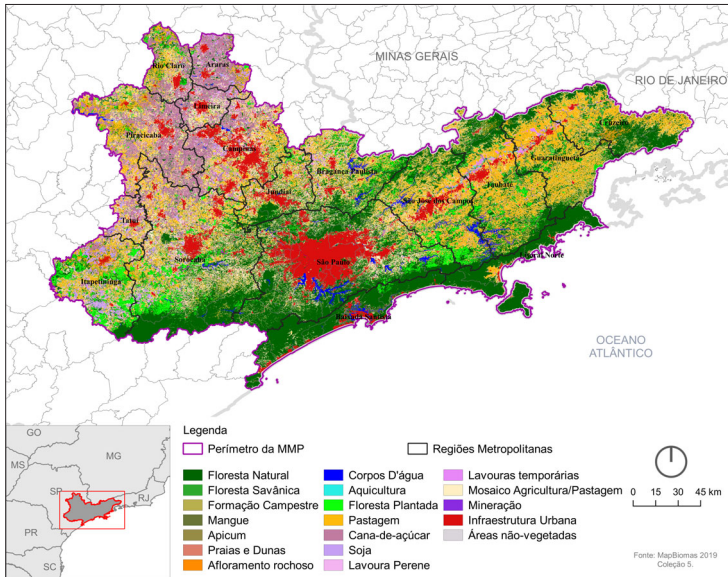 MINAS GERAIS
RIO DE JANEIRO
Rio Claro
Araras
Limeira
Piracicaba
Campinas
Cruzeiro
Guaratinguetá
Bragança Paulista
Jundiaí
Taubaté
São José dos Campos
Tatuí
Sorocaba
São Paulo
Litoral Norte
Itapetininga
Baixada Santista
OCEANO
ATLÂNTICO
GO
MS
MG
SP
RJ
PR
SC
Legenda
Perímetro da MMP
Regiões Metropolitanas
Floresta Natural
Floresta Savânica
Formação Campestre
Mangue
Apicum
Praias e Dunas
Afloramento rochoso
Corpos D'água
Aquicultura
Floresta Plantada
Pastagem
Cana-de-açúcar
Soja
Lavoura Perene
Lavouras temporárias
Mosaico Agricultura/Pastagem
Mineração
Infraestrutura Urbana
Áreas não-vegetadas
0 15 30 45 km
Fonte: MapBiomas 2019
Coleção 5.